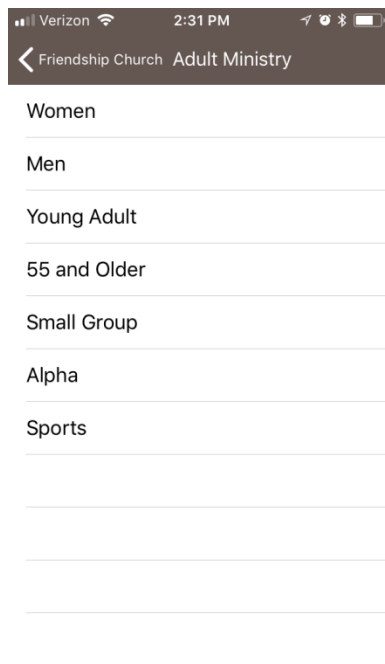 Verizon 2:31 PM
Friendship Church Adult Ministry
Women
Men
Young Adult
55 and Older
Small Group
Alpha
Sports